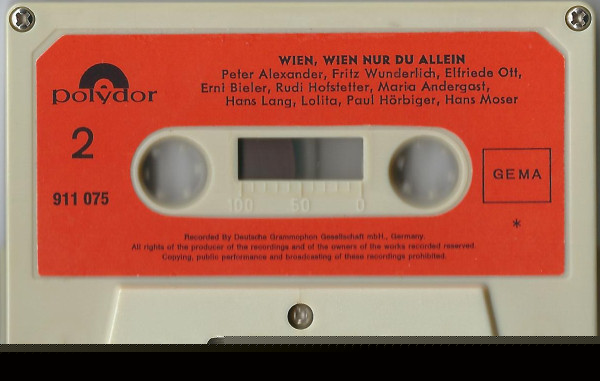 WIEN, WIEN NUR DU ALLEIN
Peter Alexander, Fritz Wunderlich, Elfriede Ott,
Erni Bieler, Rudi Hofstetter, Maria Andergast,
Hans Lang, Lolita, Paul Hörbiger, Hans Moser
polydor
2
911 075
GEMA
*
100 50 0
Recorded By Deutsche Grammophon Gesellschaft mbH., Germany.
All rights of the producer of the recordings and of the owners of the works recorded reserved.
Copying, public performance and broadcasting of these recordings prohibited.